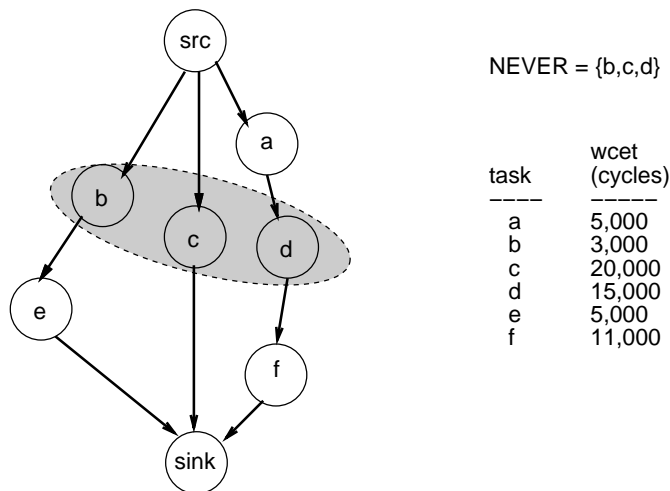 src
NEVER = {b,c,d}
a
b
c
d
e
f
sink
wcet
task (cycles)
---- -----
a 5,000
b 3,000
c 20,000
d 15,000
e 5,000
f 11,000